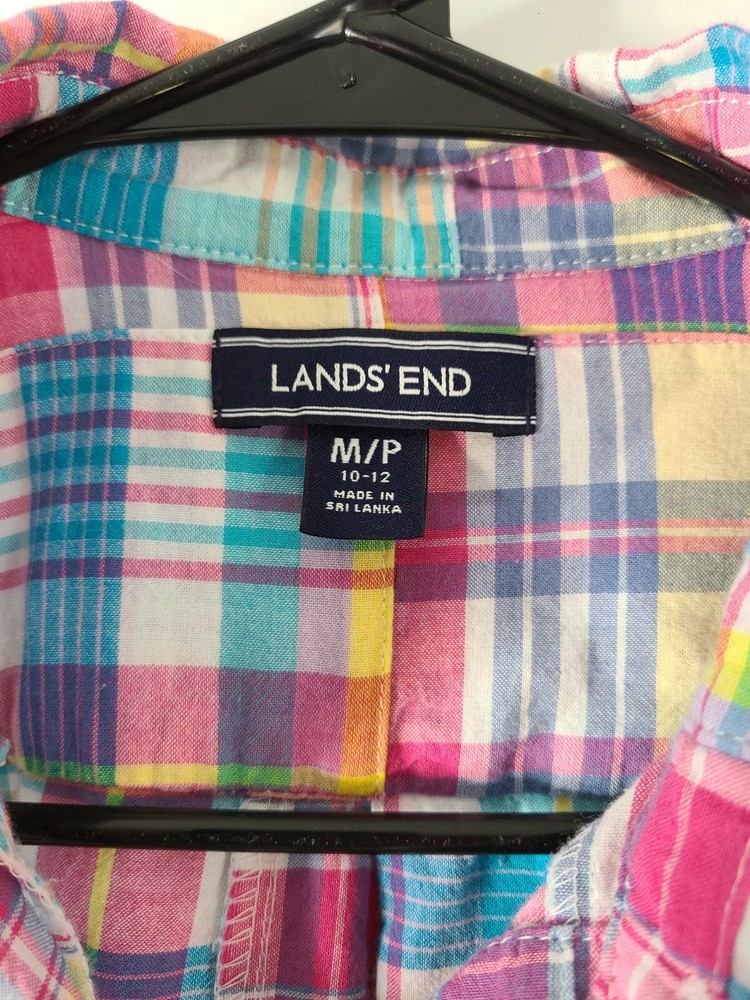 LANDS' END
M/P
10-12
MADE IN
SRI LANKA